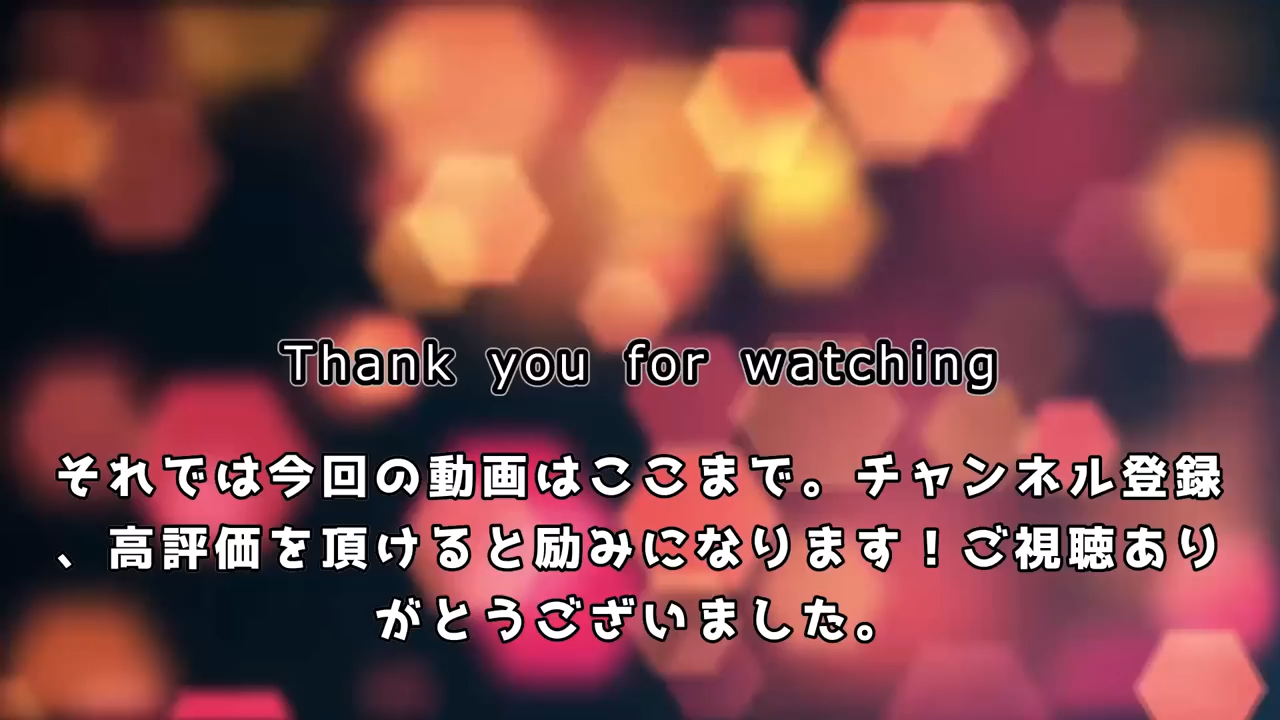 Thank you for watching
それでは今回の動画はここまで。チャンネル登録
、高評価を頂けると励みになります！ご視聴あり
がとうございました。